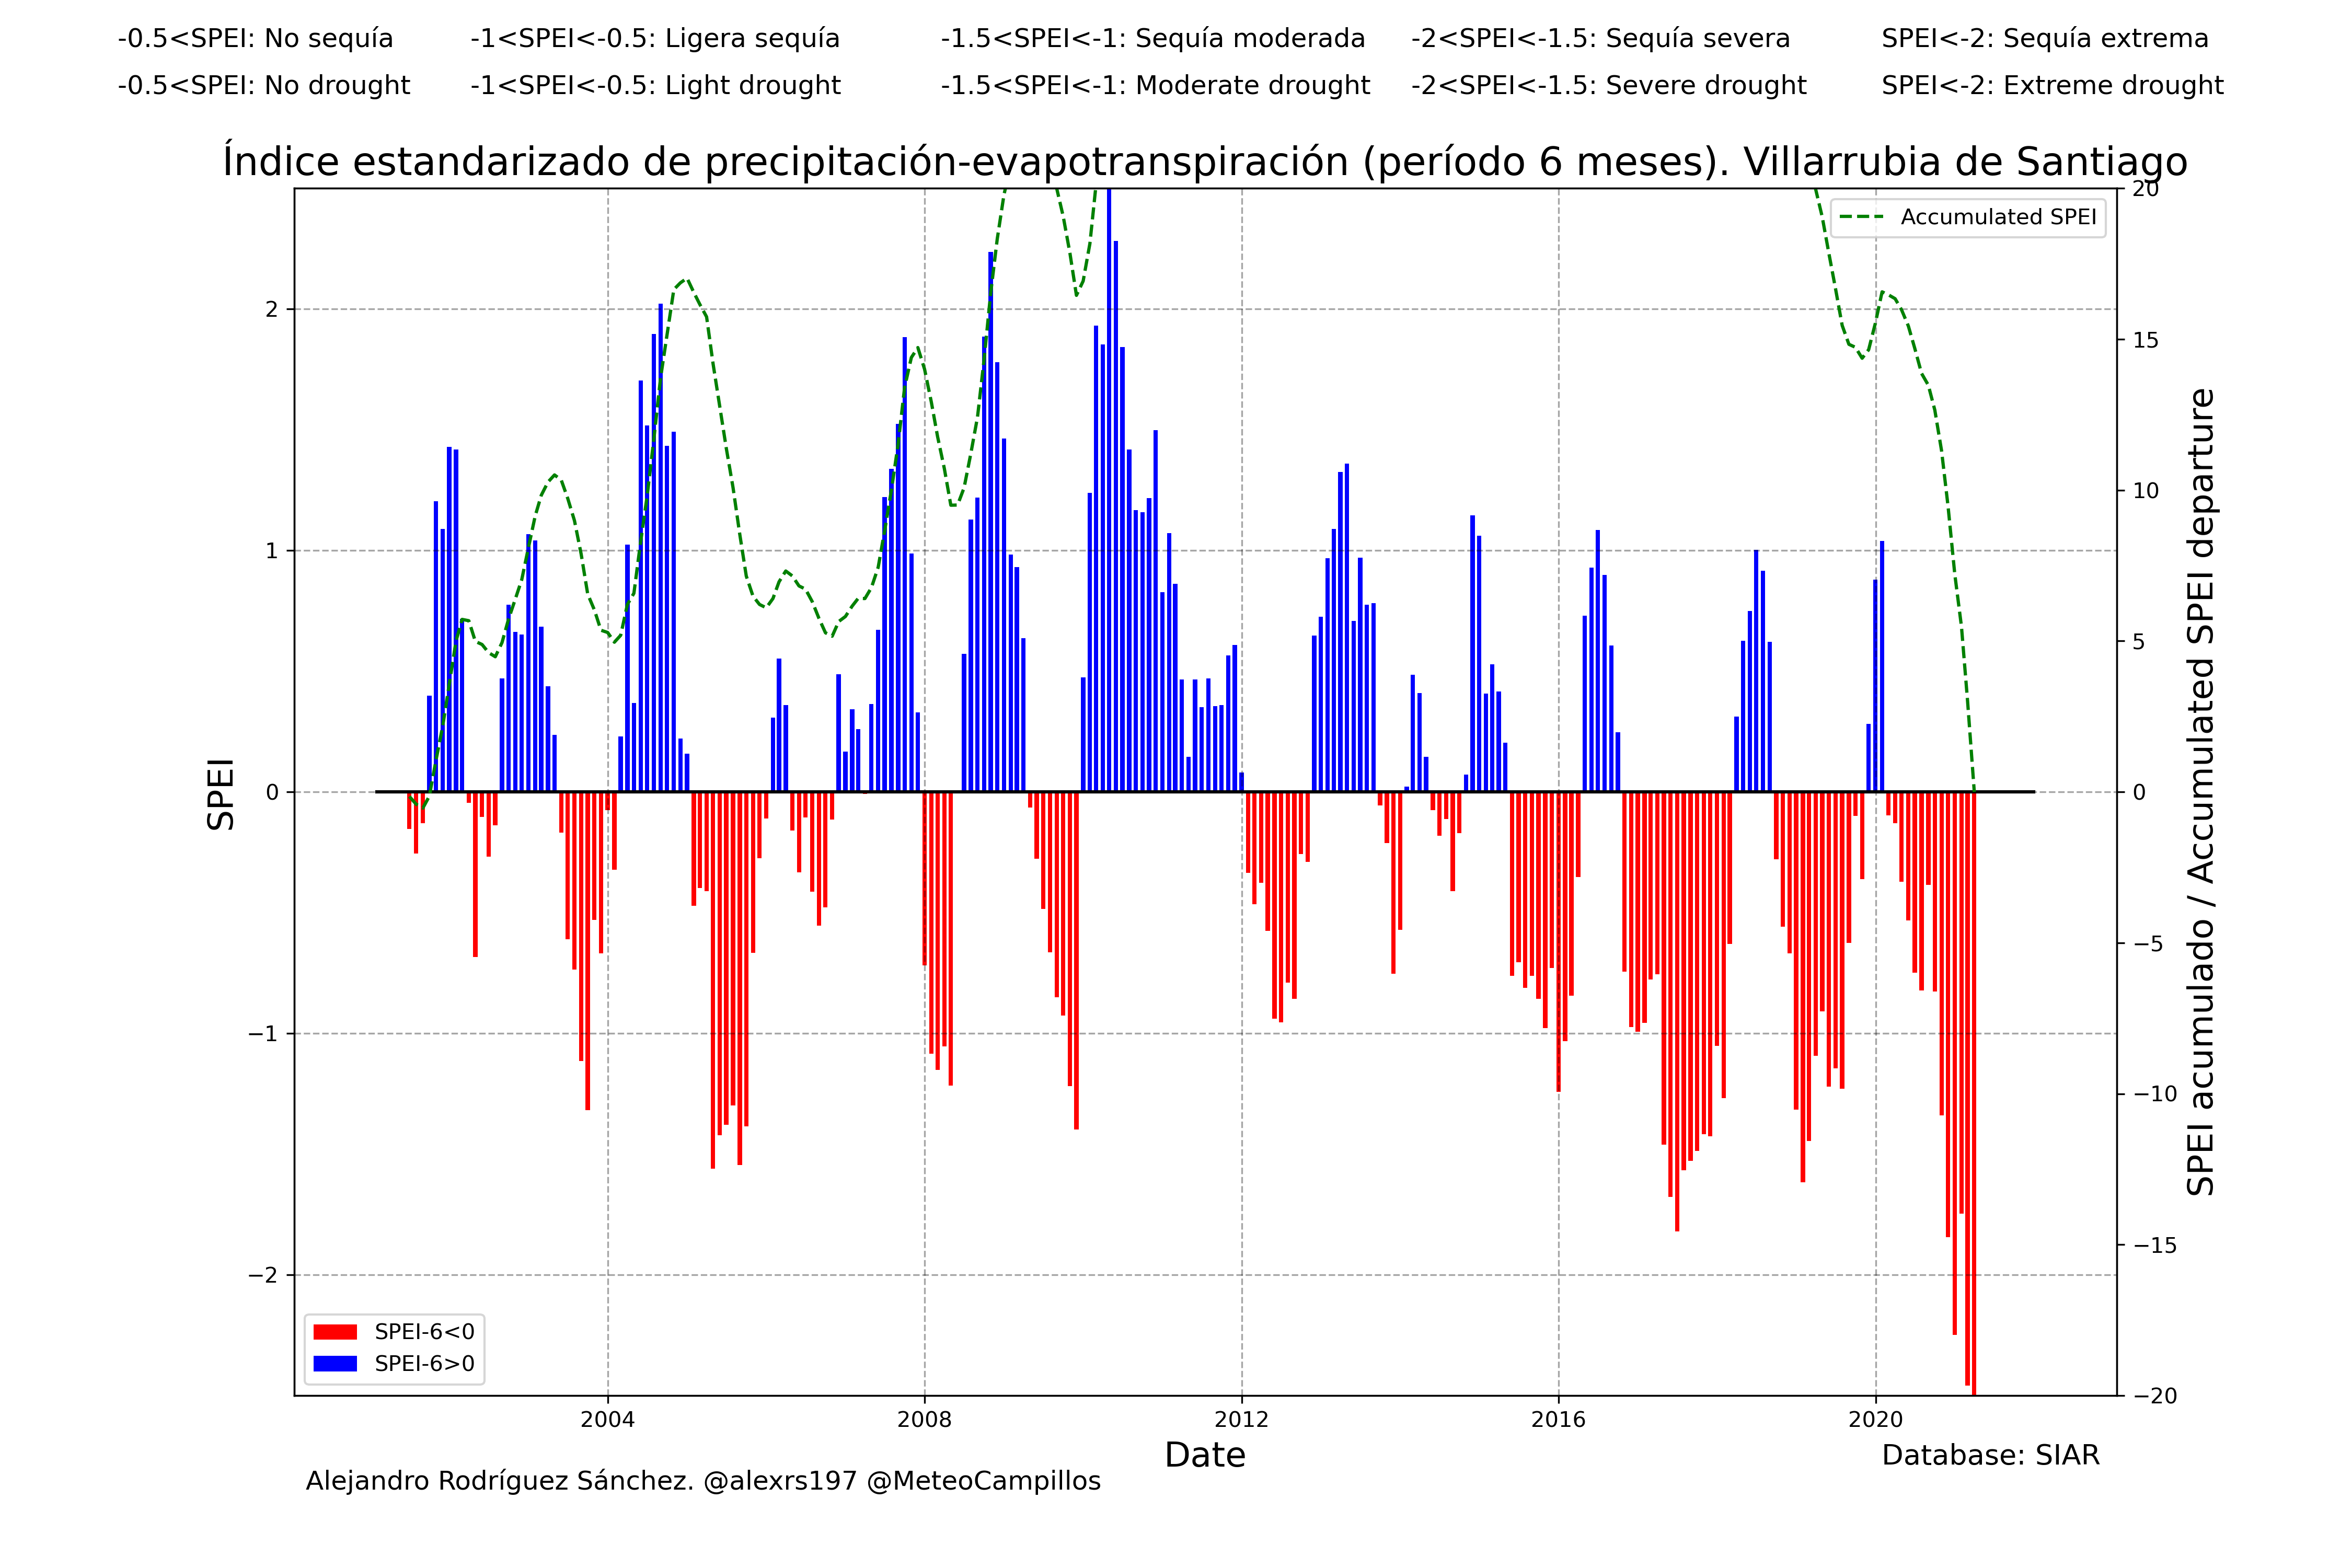 -0.5<SPEI: No sequía -1<SPEI<-0.5: Ligera sequía -1.5<SPEI<-1: Sequía moderada -2<SPEI<-1.5: Sequía severa SPEI<-2: Sequía extrema
-0.5<SPEI: No drought -1<SPEI<-0.5: Light drought -1.5<SPEI<-1: Moderate drought -2<SPEI<-1.5: Severe drought SPEI<-2: Extreme drought
Índice estandarizado de precipitación-evapotranspiración (período 6 meses). Villarrubia de Santiago
Accumulated SPEI
SPEI
2
1
0
−1
−2
20
15
10
5
0
−5
−10
−15
−20
SPEI acumulado / Accumulated SPEI departure
SPEI-6<0
SPEI-6>0
2004 2008 2012 2016 2020
Date
Database: SIAR
Alejandro Rodríguez Sánchez. @alexrs197 @MeteoCampillos